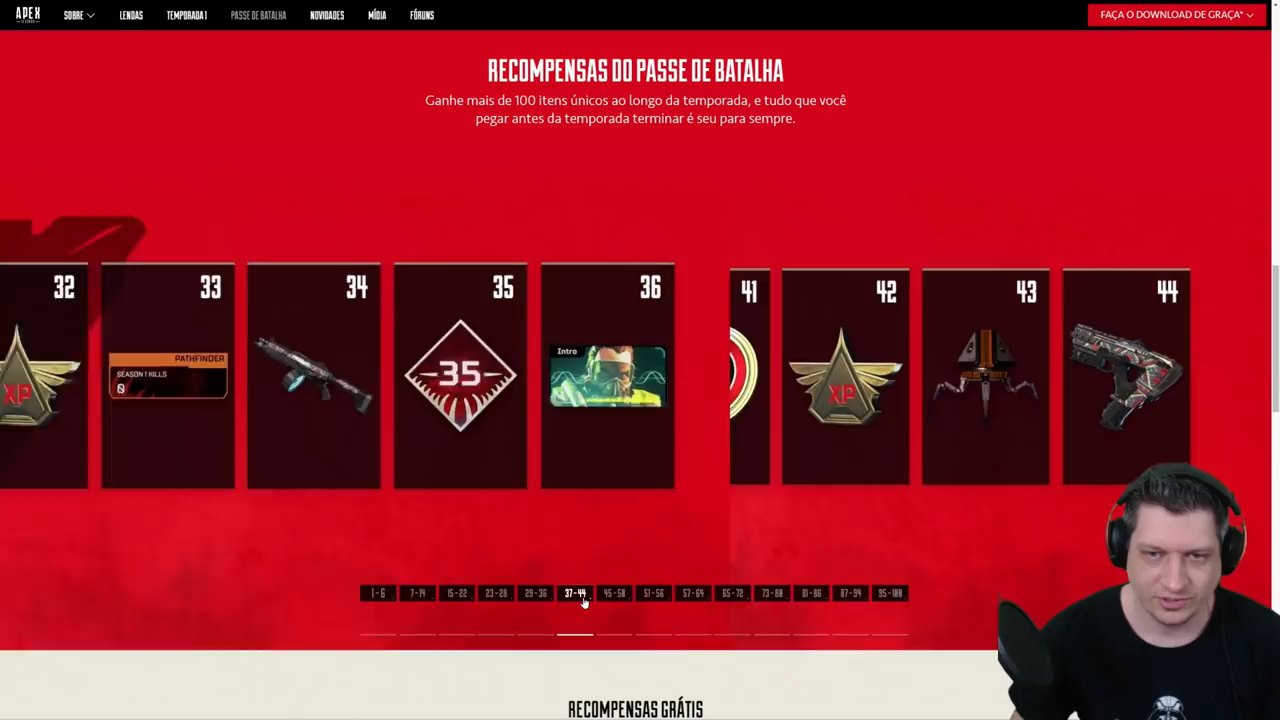 APEX
LEGENDS
SOBRE
LENDAS
TEMPORADA 1
PASSE DE BATALHA
NOVIDADES
MÍDIA
FÓRUNS
FAÇA O DOWNLOAD DE GRAÇA*
RECOMPENSAS DO PASSE DE BATALHA
Ganhe mais de 100 itens únicos ao longo da temporada, e tudo que você
pegar antes da temporada terminar é seu para sempre.
32
33
34
35
36
41
42
43
44
XP
PATHFINDER
SEASON 1 KILLS
0
35
Intro
XP
1-6
7-14
15-22
23-28
29-36
37-44
45-50
51-56
57-64
65-72
73-80
81-86
87-94
95-100
RECOMPENSAS GRÁTIS